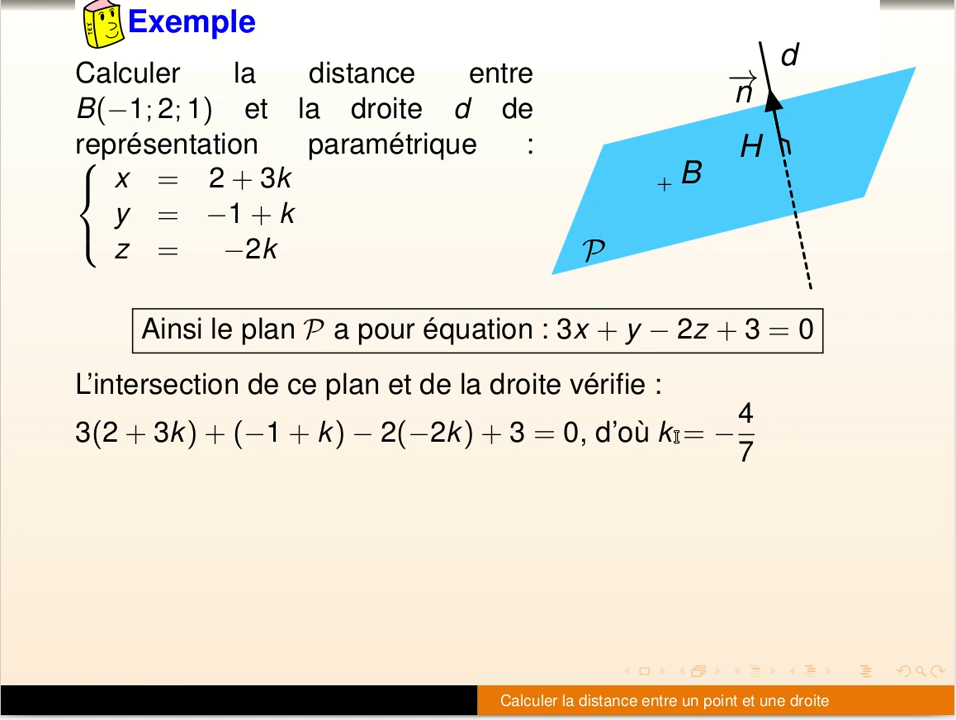 Exemple
Calculer la distance entre
B(−1; 2; 1) et la droite d de
représentation paramétrique :
x = 2 + 3k
y = −1 + k
z = −2k
d
n
H
B
P
Ainsi le plan P a pour équation : 3x + y − 2z + 3 = 0
L'intersection de ce plan et de la droite vérifie :
3(2 + 3k) + (−1 + k) − 2(−2k) + 3 = 0, d'où k = −4/7
Calculer la distance entre un point et une droite